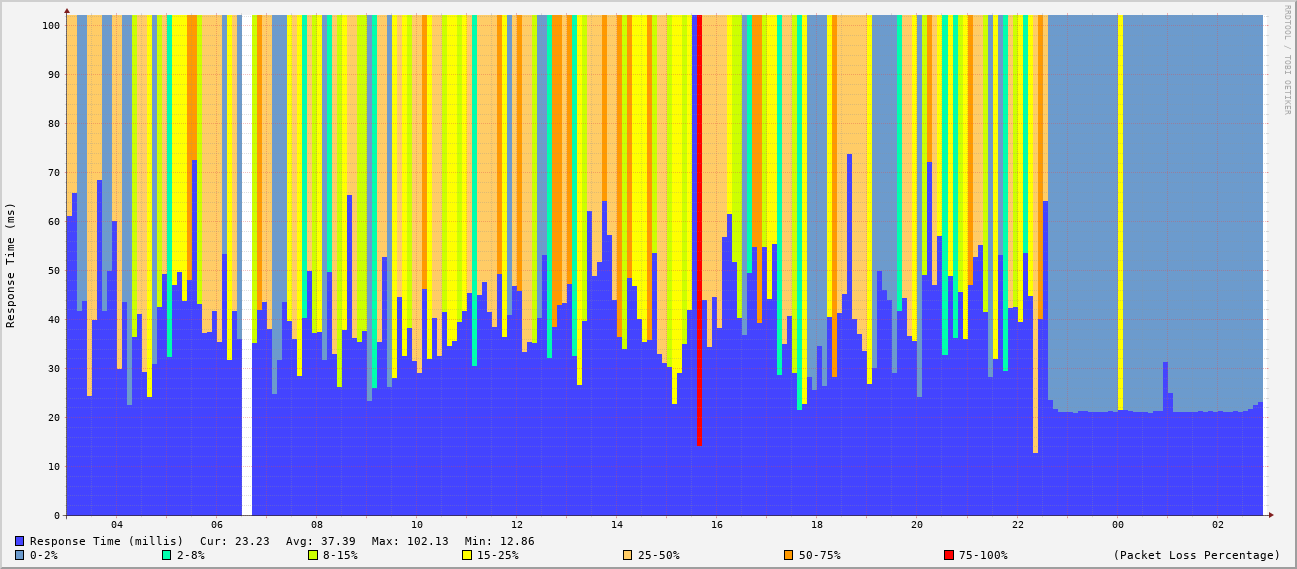 100
90
80
70
60
50
40
30
20
10
0
Response Time (ms)
RRDTOOL / TOBI OETIKER
04 06 08 10 12 14 16 18 20 22 00 02
Response Time (millis) Cur: 23.23 Avg: 37.39 Max: 102.13 Min: 12.86
0-2% 2-8% 8-15% 15-25% 25-50% 50-75% 75-100% (Packet Loss Percentage)